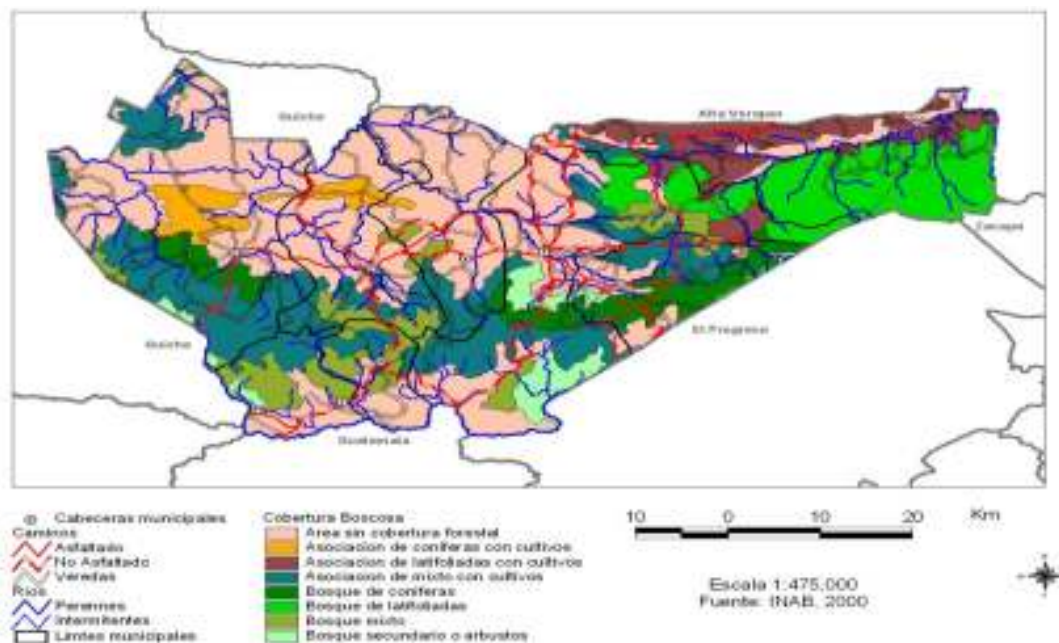 Quiche
Alta Verapaz
Zacapa
Quiche
El Progreso
Guatemala
Cabeceras municipales
Caminos
Asfaltado
No Asfaltado
Veredas
Rios
Perennes
Intermitentes
Limites municipales
Cobertura Boscosa
Area sin cobertura forestal
Asociacion de coniferas con cultivos
Asociacion de latifoliadas con cultivos
Asociacion de mixto con cultivos
Bosque de coniferas
Bosque de latifoliadas
Bosque mixto
Bosque secundario o arbustos
10 0 10 20 Km
Escala 1:475,000
Fuente: INAB, 2000